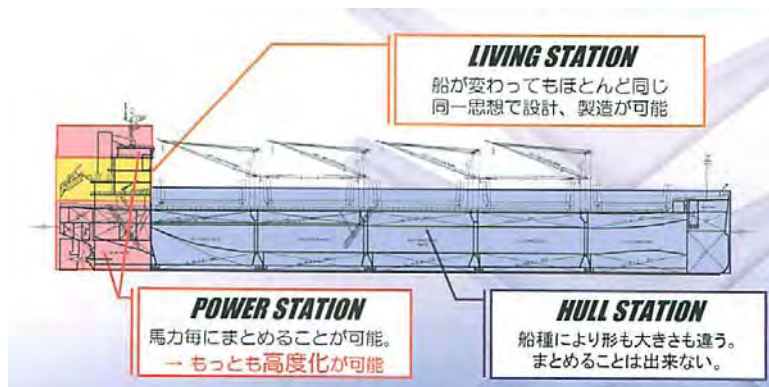 LIVING STATION
船が変わってもほとんど同じ
同一思想で設計、製造が可能
POWER STATION
馬力毎にまとめることが可能。
→ もっとも高度化が可能
HULL STATION
船種により形も大きさも違う。
まとめることは出来ない。